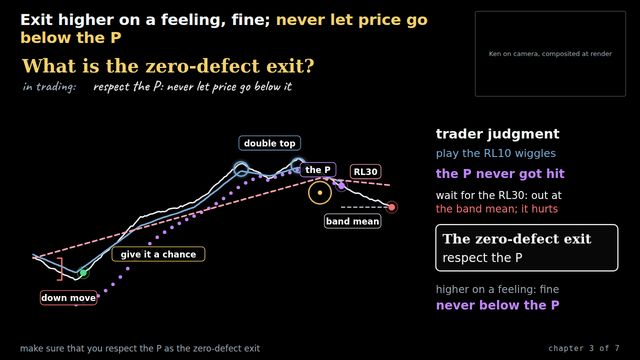 Exit higher on a feeling, fine; never let price go
below the P
What is the zero-defect exit?
in trading: respect the P: never let price go below it
Ken on camera, composited at render
double top
the P
RL30
band mean
give it a chance
down move
trader judgment
play the RL10 wiggles
the P never got hit
wait for the RL30: out at
the band mean; it hurts
The zero-defect exit
respect the P
higher on a feeling: fine
never below the P
make sure that you respect the P as the zero-defect exit
chapter 3 of 7